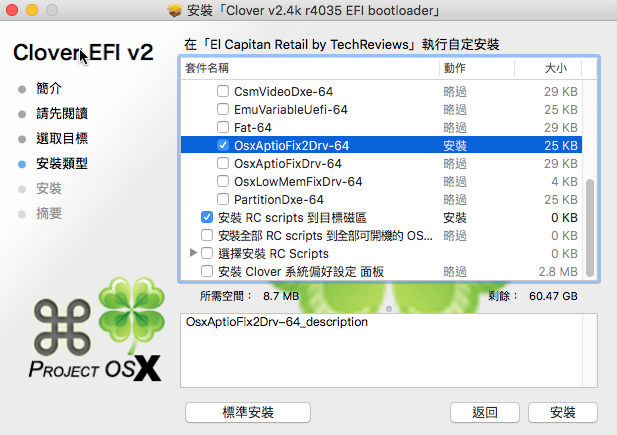 安裝「Clover v2.4k r4035 EFI bootloader」
Clover EFI v2
在「El Capitan Retail by TechReviews」執行自定安裝
簡介
請先閱讀
選取目標
安裝類型
安裝
摘要
套件名稱 動作 大小
CsmVideoDxe-64 略過 29 KB
EmuVariableUefi-64 略過 25 KB
Fat-64 略過 29 KB
OsxAptioFix2Drv-64 安裝 25 KB
OsxAptioFixDrv-64 略過 29 KB
OsxLowMemFixDrv-64 略過 4 KB
PartitionDxe-64 略過 25 KB
安裝 RC scripts 到目標磁區 安裝 0 KB
安裝全部 RC scripts 到全部可開機的 OS... 略過 0 KB
選擇安裝 RC Scripts
安裝 Clover 系統偏好設定 面板 略過 2.8 MB
所需空間： 8.7 MB 剩餘： 60.47 GB
OsxAptioFix2Drv-64_description
PROJECT OSX
標準安裝 返回 安裝